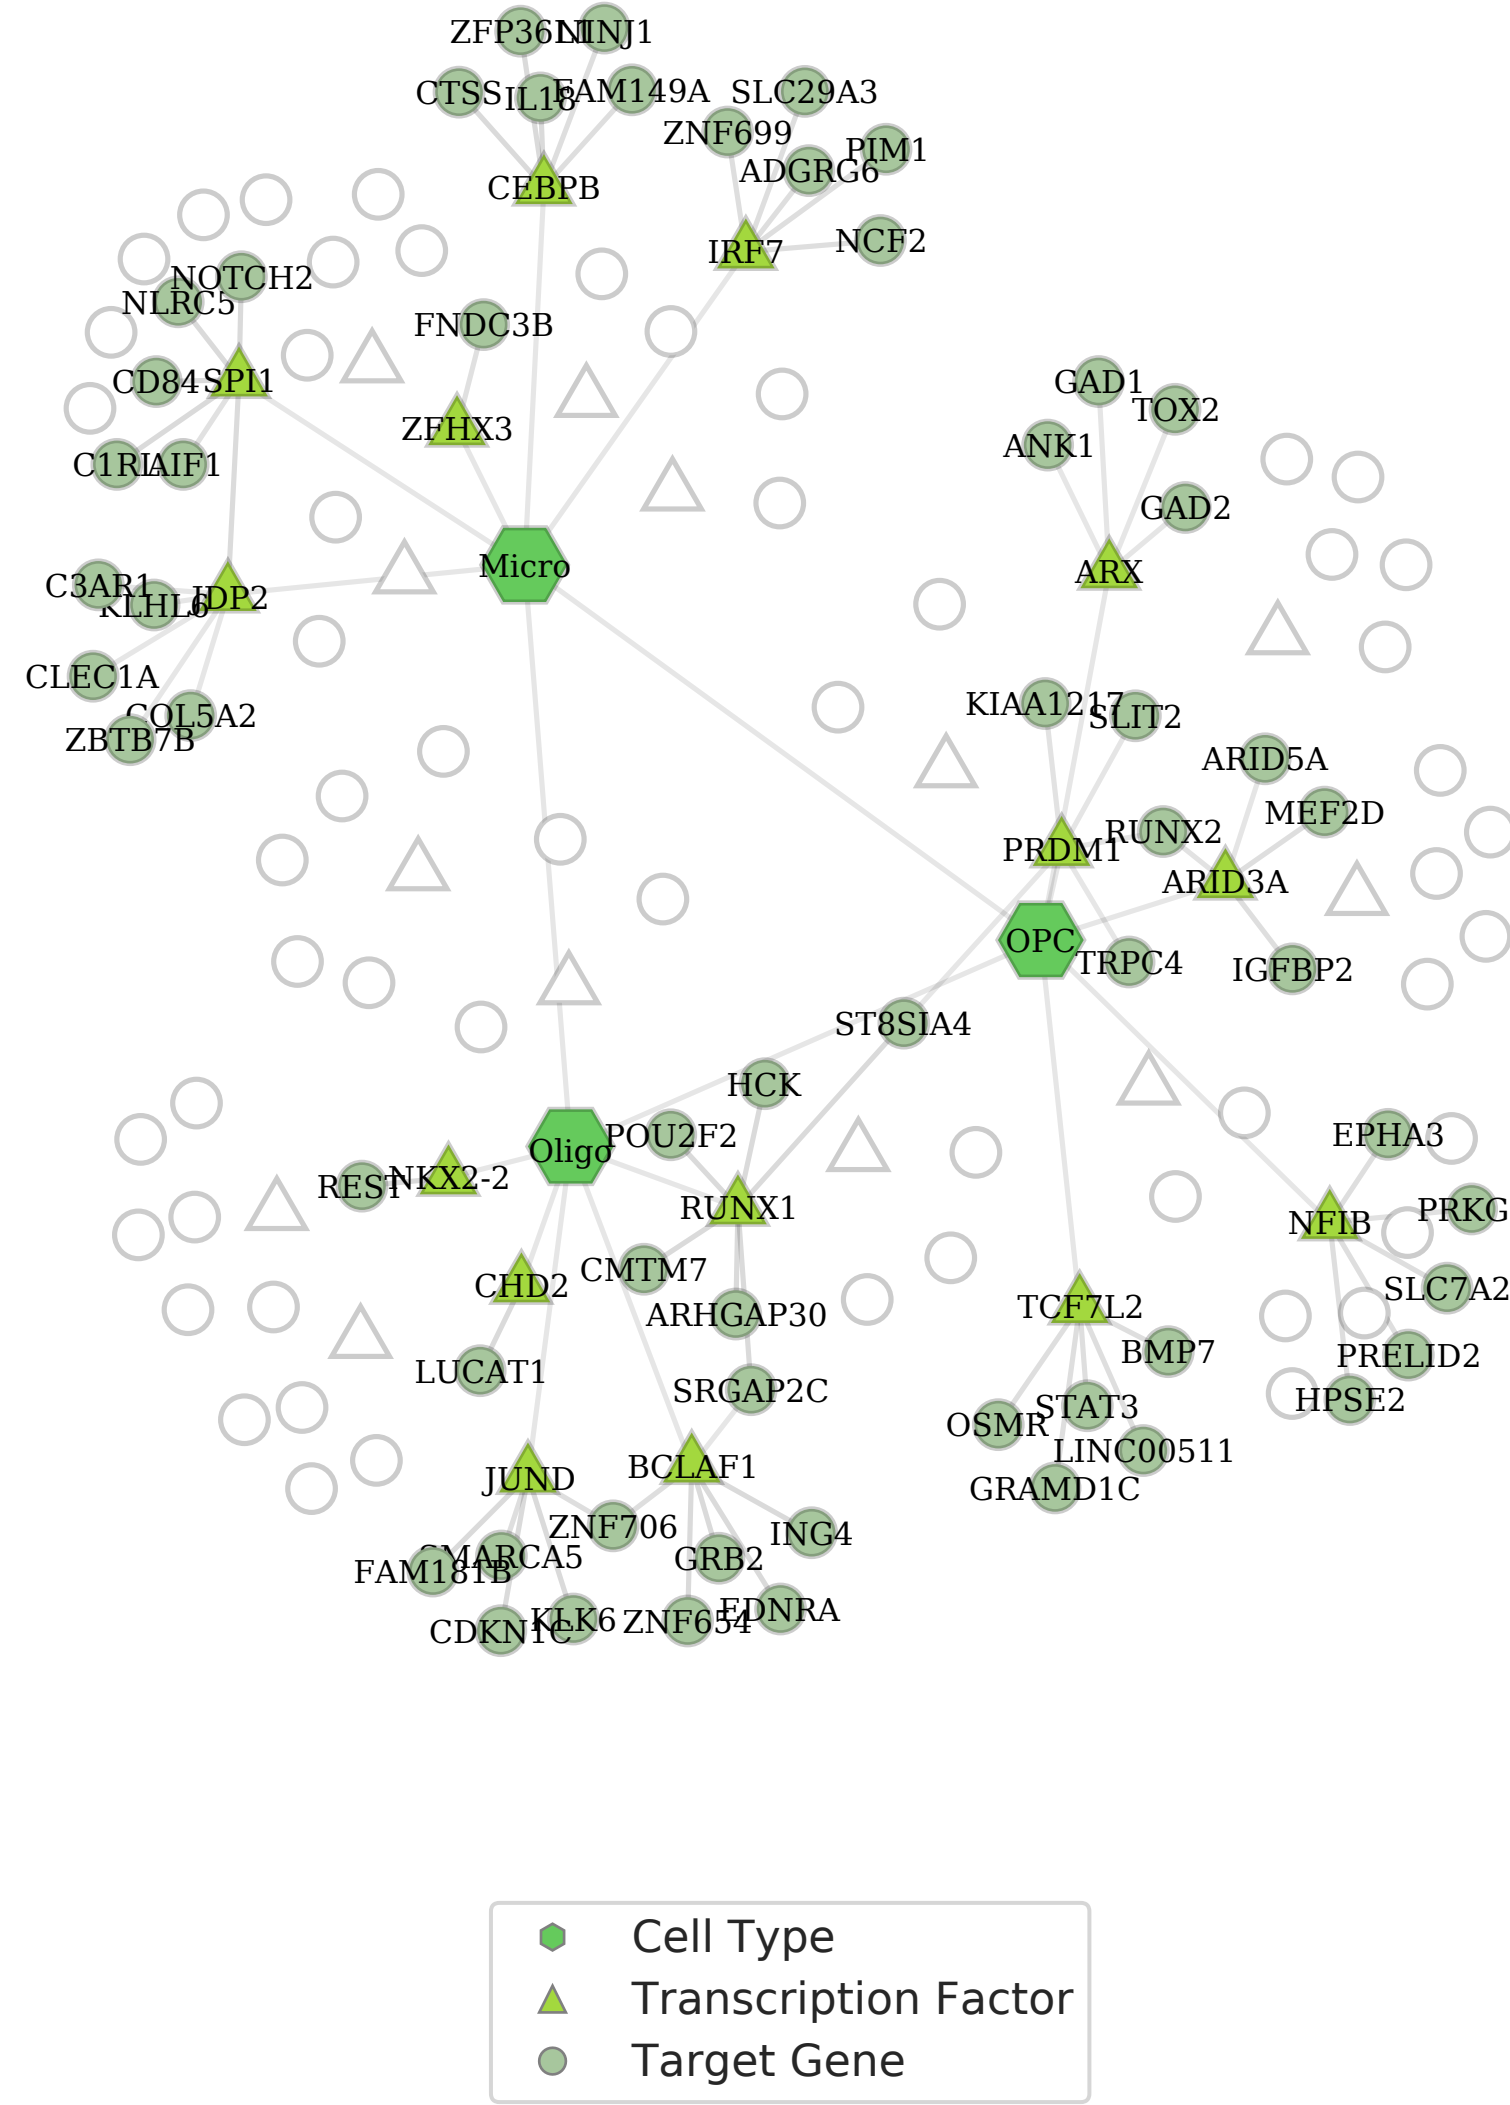 ZFP36L1
NINJ1
CTSS
IL18
FAM149A
SLC29A3
ZNF699
PIM1
ADGRG6
CEBPB
IRF7
NCF2
NOTCH2
NLRC5
FNDC3B
CD84
SPI1
GAD1
TOX2
ZFHX3
ANK1
C1RL
AIF1
GAD2
Micro
ARX
C3AR1
KLHL6
JDP2
CLEC1A
KIAA1217
SLIT2
COL5A2
ZBTB7B
ARID5A
MEF2D
RUNX2
PRDM1
ARID3A
OPC
TRPC4
IGFBP2
ST8SIA4
HCK
POU2F2
EPHA3
Oligo
NKX2-2
REST
RUNX1
PRKG
NFIB
CMTM7
CHD2
SLC7A2
TCF7L2
ARHGAP30
BMP7
PRELID2
LUCAT1
SRGAP2C
HPSE2
STAT3
OSMR
LINC00511
BCLAF1
JUND
GRAMD1C
ZNF706
ING4
SMARCA5
GRB2
FAM181B
EDNRA
KLK6
ZNF654
CDKN1C
Cell Type
Transcription Factor
Target Gene